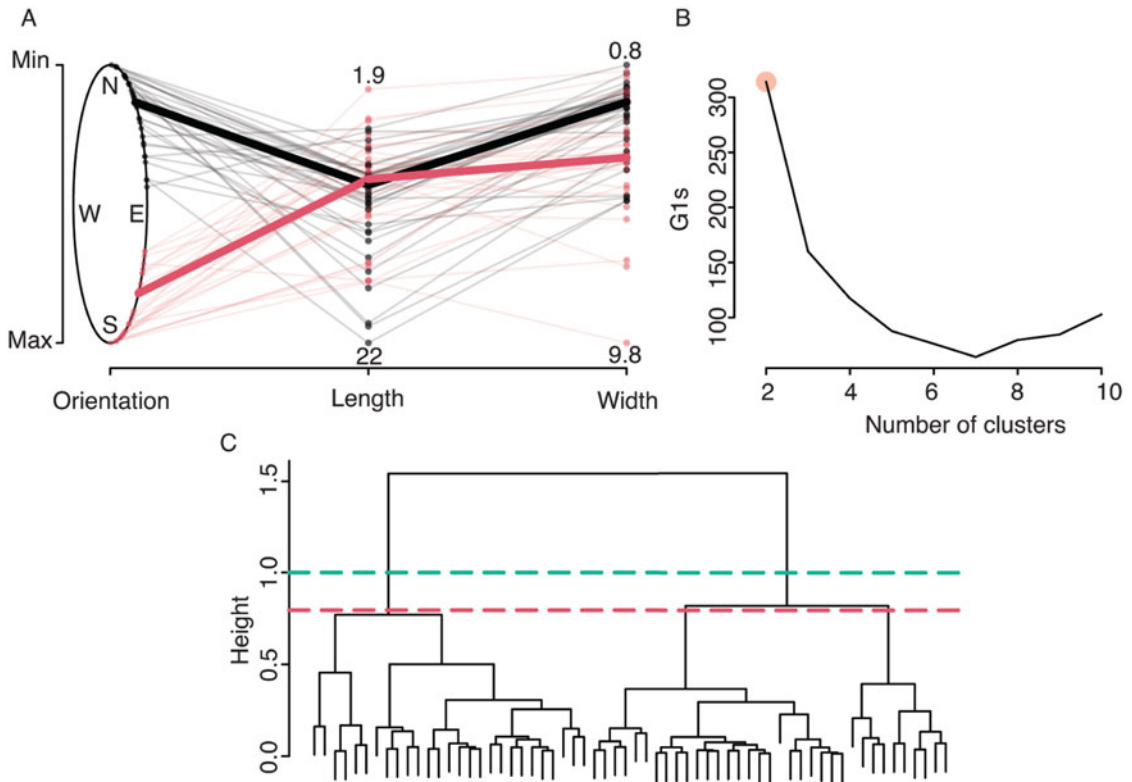 A
B
Min
N
W
E
S
Max
1.9
0.8
22
9.8
Orientation
Length
Width
G1s
300
250
200
150
100
2
4
6
8
10
Number of clusters
C
Height
1.5
1.0
0.5
0.0